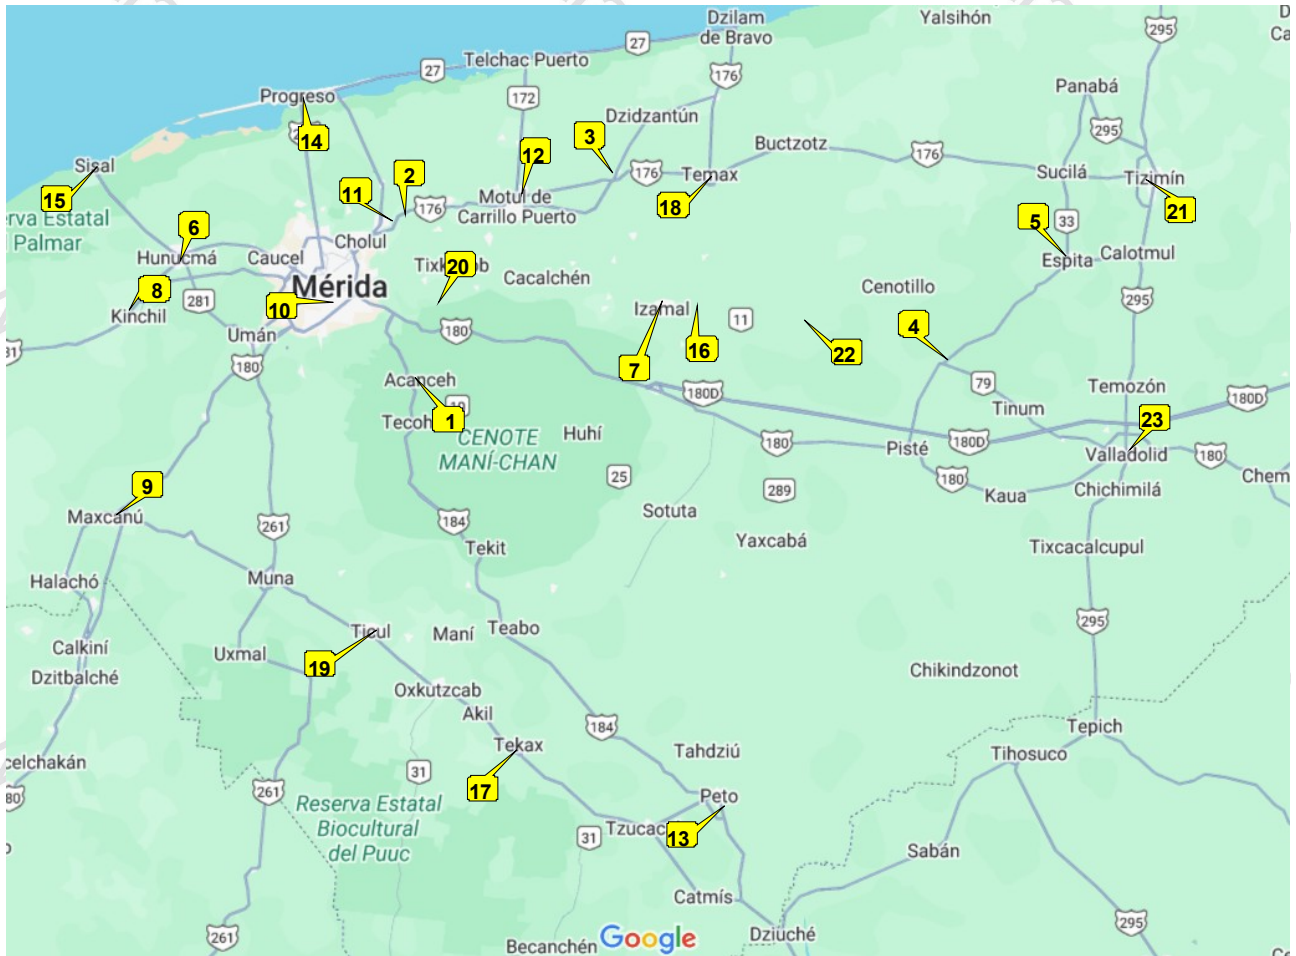 Dzilam
de Bravo
Yalsihón
295
27
Telchac Puerto
27
176
Panabá
Progreso
172
Dzidzantún
14
3
295
12
Buctzotz
176
Sisal
2
176
Temax
Sucilá
Tizimín
15
11
Motul de
Carrillo Puerto
176
18
21
rva Estatal
l Palmar
6
5
33
Hunucmá
Caucel
Cholul
20
Cacalchén
Espita
Calotmul
8
281
Mérida
10
Izamal
Cenotillo
295
Kinchil
Umán
180
11
4
16
22
180
7
Acanceh
180D
79
Temozón
180D
1
Tinum
23
CENOTE
MANÍ-CHAN
Huhí
180
Pisté
180D
Valladolid
180
9
25
289
180
Kaua
Chichimilá
Chem
Maxcanú
261
184
Sotuta
Yaxcabá
Tekit
Tixcacalcupul
Halachó
Muna
Ticul
Maní
Teabo
295
Calkiní
Uxmal
19
Dzitbalché
Oxkutzcab
Chikindzonot
Akil
184
Tepich
celchakán
Tekax
Tahdziú
Tihosuco
31
80
261
17
Reserva Estatal
Biocultural
del Puuc
Peto
31
13
Sabán
Catmís
295
261
Becanchén
Google
Dziuché